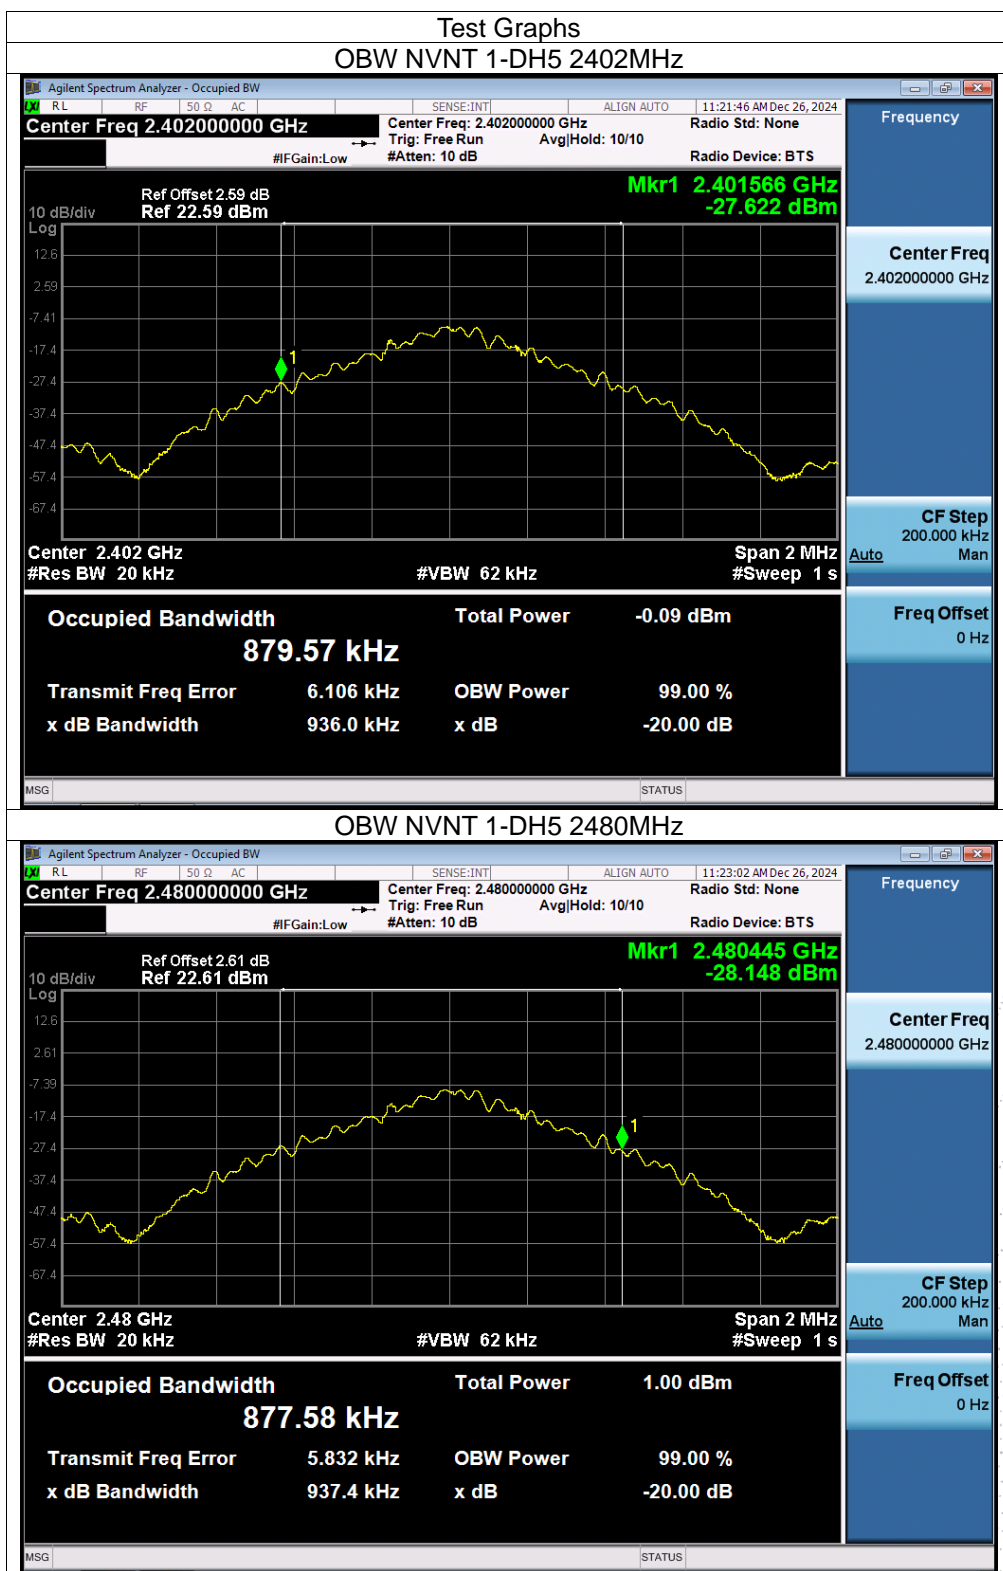 Test Graphs
OBW NVNT 1-DH5 2402MHz
Agilent Spectrum Analyzer - Occupied BW
LXI RL RF 50 Ω AC SENSE:INT ALIGN AUTO 11:21:46 AM Dec 26, 2024
Center Freq 2.402000000 GHz Center Freq: 2.402000000 GHz Radio Std: None Frequency
Trig: Free Run Avg|Hold: 10/10
#IFGain:Low #Atten: 10 dB Radio Device: BTS
Mkr1 2.401566 GHz
Ref Offset 2.59 dB
10 dB/div Ref 22.59 dBm -27.622 dBm
Log
12.6
2.59
-7.41
-17.4
-27.4
-37.4
-47.4
-57.4
-67.4
1
Center Freq
2.402000000 GHz
CF Step
200.000 kHz
Auto Man
Center 2.402 GHz Span 2 MHz
#Res BW 20 kHz #VBW 62 kHz #Sweep 1 s
Occupied Bandwidth Total Power -0.09 dBm
879.57 kHz
Freq Offset
0 Hz
Transmit Freq Error 6.106 kHz OBW Power 99.00 %
x dB Bandwidth 936.0 kHz x dB -20.00 dB
MSG STATUS
OBW NVNT 1-DH5 2480MHz
Agilent Spectrum Analyzer - Occupied BW
LXI RL RF 50 Ω AC SENSE:INT ALIGN AUTO 11:23:02 AM Dec 26, 2024
Center Freq 2.480000000 GHz Center Freq: 2.480000000 GHz Radio Std: None Frequency
Trig: Free Run Avg|Hold: 10/10
#IFGain:Low #Atten: 10 dB Radio Device: BTS
Mkr1 2.480445 GHz
Ref Offset 2.61 dB
10 dB/div Ref 22.61 dBm -28.148 dBm
Log
12.6
2.61
-7.39
-17.4
-27.4
-37.4
-47.4
-57.4
-67.4
1
Center Freq
2.480000000 GHz
CF Step
200.000 kHz
Auto Man
Center 2.48 GHz Span 2 MHz
#Res BW 20 kHz #VBW 62 kHz #Sweep 1 s
Occupied Bandwidth Total Power 1.00 dBm
877.58 kHz
Freq Offset
0 Hz
Transmit Freq Error 5.832 kHz OBW Power 99.00 %
x dB Bandwidth 937.4 kHz x dB -20.00 dB
MSG STATUS